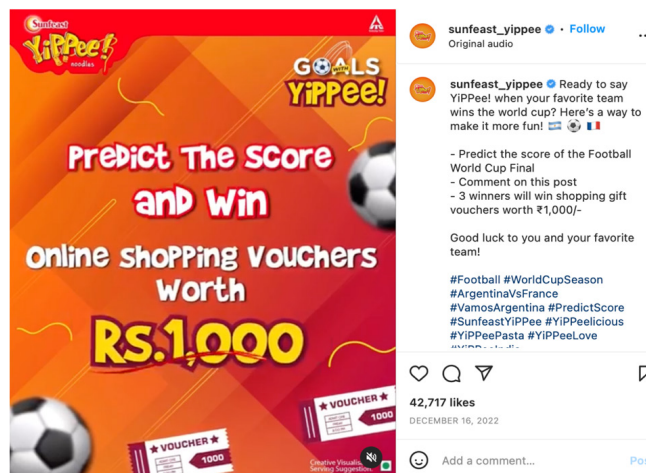 Sunfeast
YiPPee!
noodles
GOALS
WITH
YiPPee!
PREDICT THE SCORE
AND WIN
ONLINE SHOPPING VOUCHERS
WORTH
RS.1,000
★ VOUCHER ★
1000
★ VOUCHER ★
1000
Creative Visualis
Serving Suggestion
sunfeast_yippee • Follow
Original audio
sunfeast_yippee Ready to say
YiPPee! when your favorite team
wins the world cup? Here's a way to
make it more fun! 🇦🇷 ⚽ 🇫🇷
- Predict the score of the Football
World Cup Final
- Comment on this post
- 3 winners will win shopping gift
vouchers worth ₹1,000/-
Good luck to you and your favorite
team!
#Football #WorldCupSeason
#ArgentinaVsFrance
#VamosArgentina #PredictScore
#SunfeastYiPPee #YiPPeelicious
#YiPPeePasta #YiPPeeLove
#YiPPeeIndia
42,717 likes
DECEMBER 16, 2022
Add a comment...
Pos